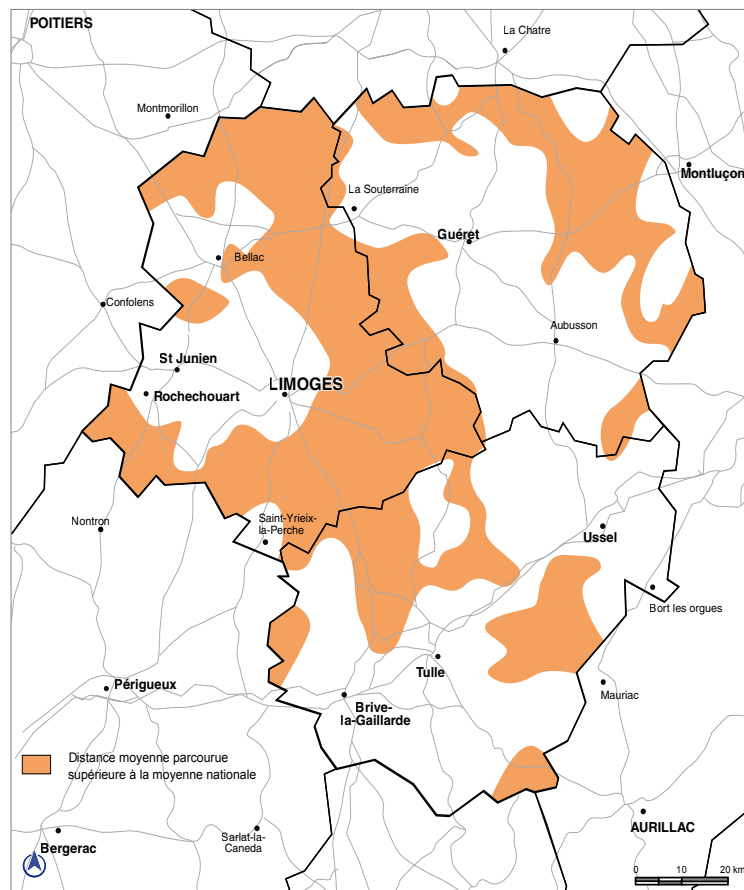 POITIERS
La Chatre
Montmorillon
Montluçon
La Souterraine
Guéret
Bellac
Confolens
Aubusson
St Junien
LIMOGES
Rochechouart
Nontron
Saint-Yrieix-
la-Perche
Ussel
Bort les orgues
Tulle
Périgueux
Mauriac
Brive-
la-Gaillarde
Distance moyenne parcourue
supérieure à la moyenne nationale
AURILLAC
Sarlat-la-
Caneda
Bergerac
0 10 20 km